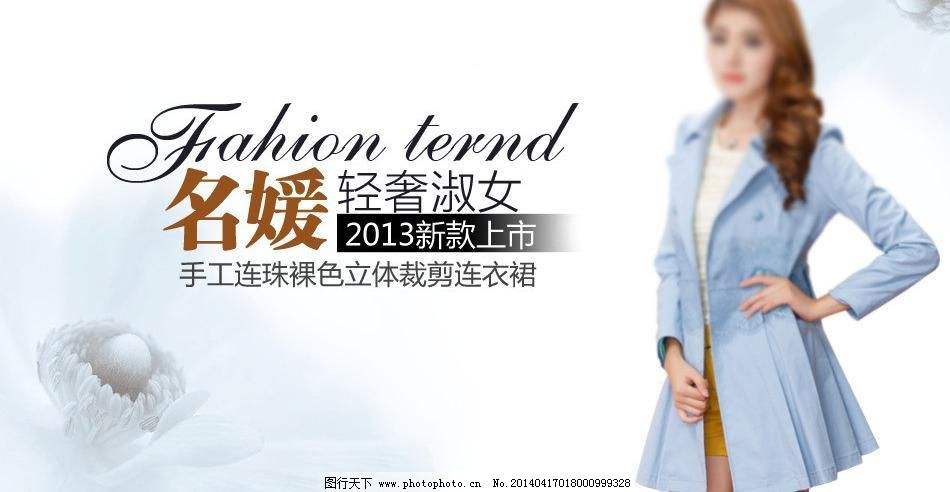 Fahion ternd
名媛
轻奢淑女
2013新款上市
手工连珠裸色立体裁剪连衣裙
图行天下 www.photophoto.cn No.20140417018000999328